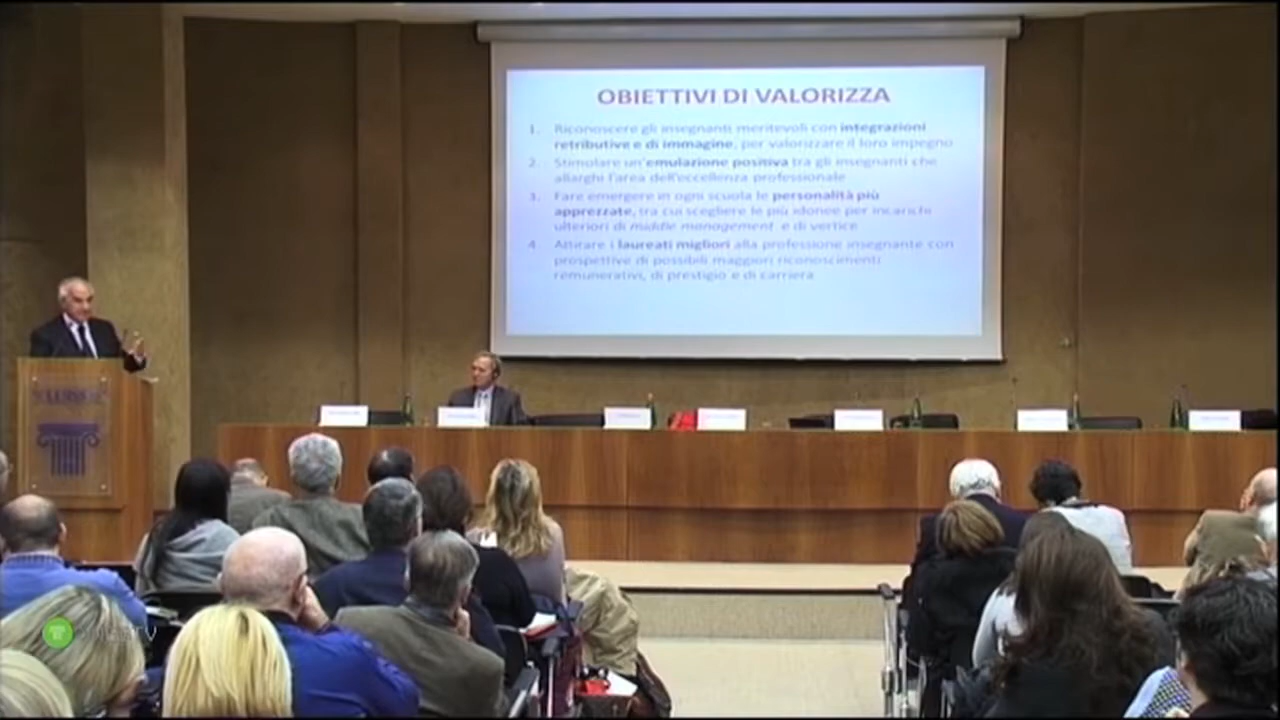 OBIETTIVI DI VALORIZZA
1. Riconoscere gli insegnanti meritevoli con integrazioni
retributive e di immagine, per valorizzare il loro impegno
2. Stimolare un'emulazione positiva tra gli insegnanti che
allarghi l'area dell'eccellenza professionale
3. Fare emergere in ogni scuola le personalità più
apprezzate, tra cui scegliere le più idonee per incarichi
ulteriori di middle management e di vertice
4. Attirare i laureati migliori alla professione insegnante con
prospettive di possibili maggiori riconoscimenti
remunerativi, di prestigio e di carriera